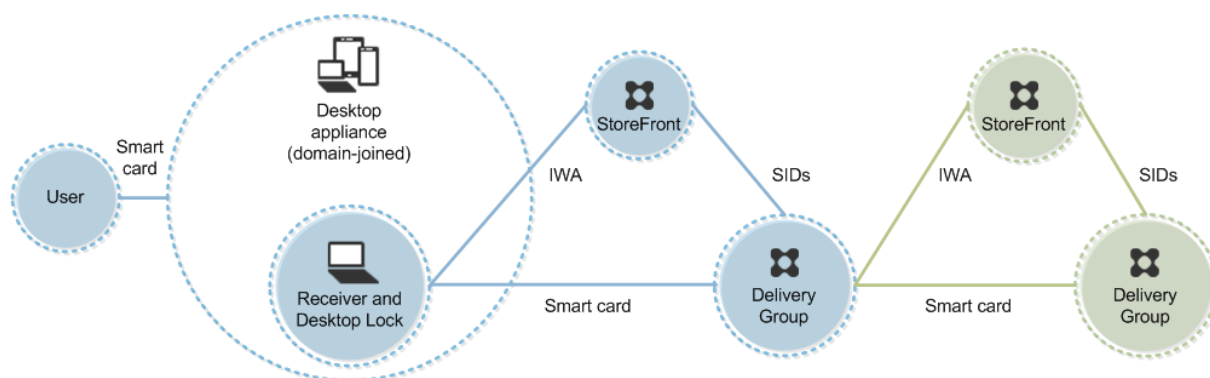 User
Smart
card
Desktop
appliance
(domain-joined)
Receiver and
Desktop Lock
IWA
StoreFront
SIDs
Smart card
Delivery
Group
IWA
StoreFront
SIDs
Smart card
Delivery
Group